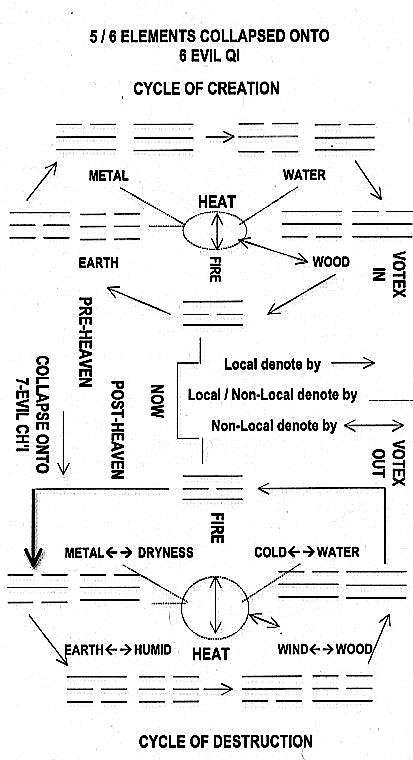 5 / 6 ELEMENTS COLLAPSED ONTO
6 EVIL QI
CYCLE OF CREATION
METAL
WATER
HEAT
EARTH
FIRE
WOOD
VOTEX
IN
PRE-HEAVEN
POST-HEAVEN
NOW
COLLAPSE ONTO
7-EVIL CH'I
Local denote by
Local / Non-Local denote by
Non-Local denote by
VOTEX
OUT
FIRE
METAL DRYNESS
COLD WATER
EARTH HUMID
HEAT
WIND WOOD
CYCLE OF DESTRUCTION